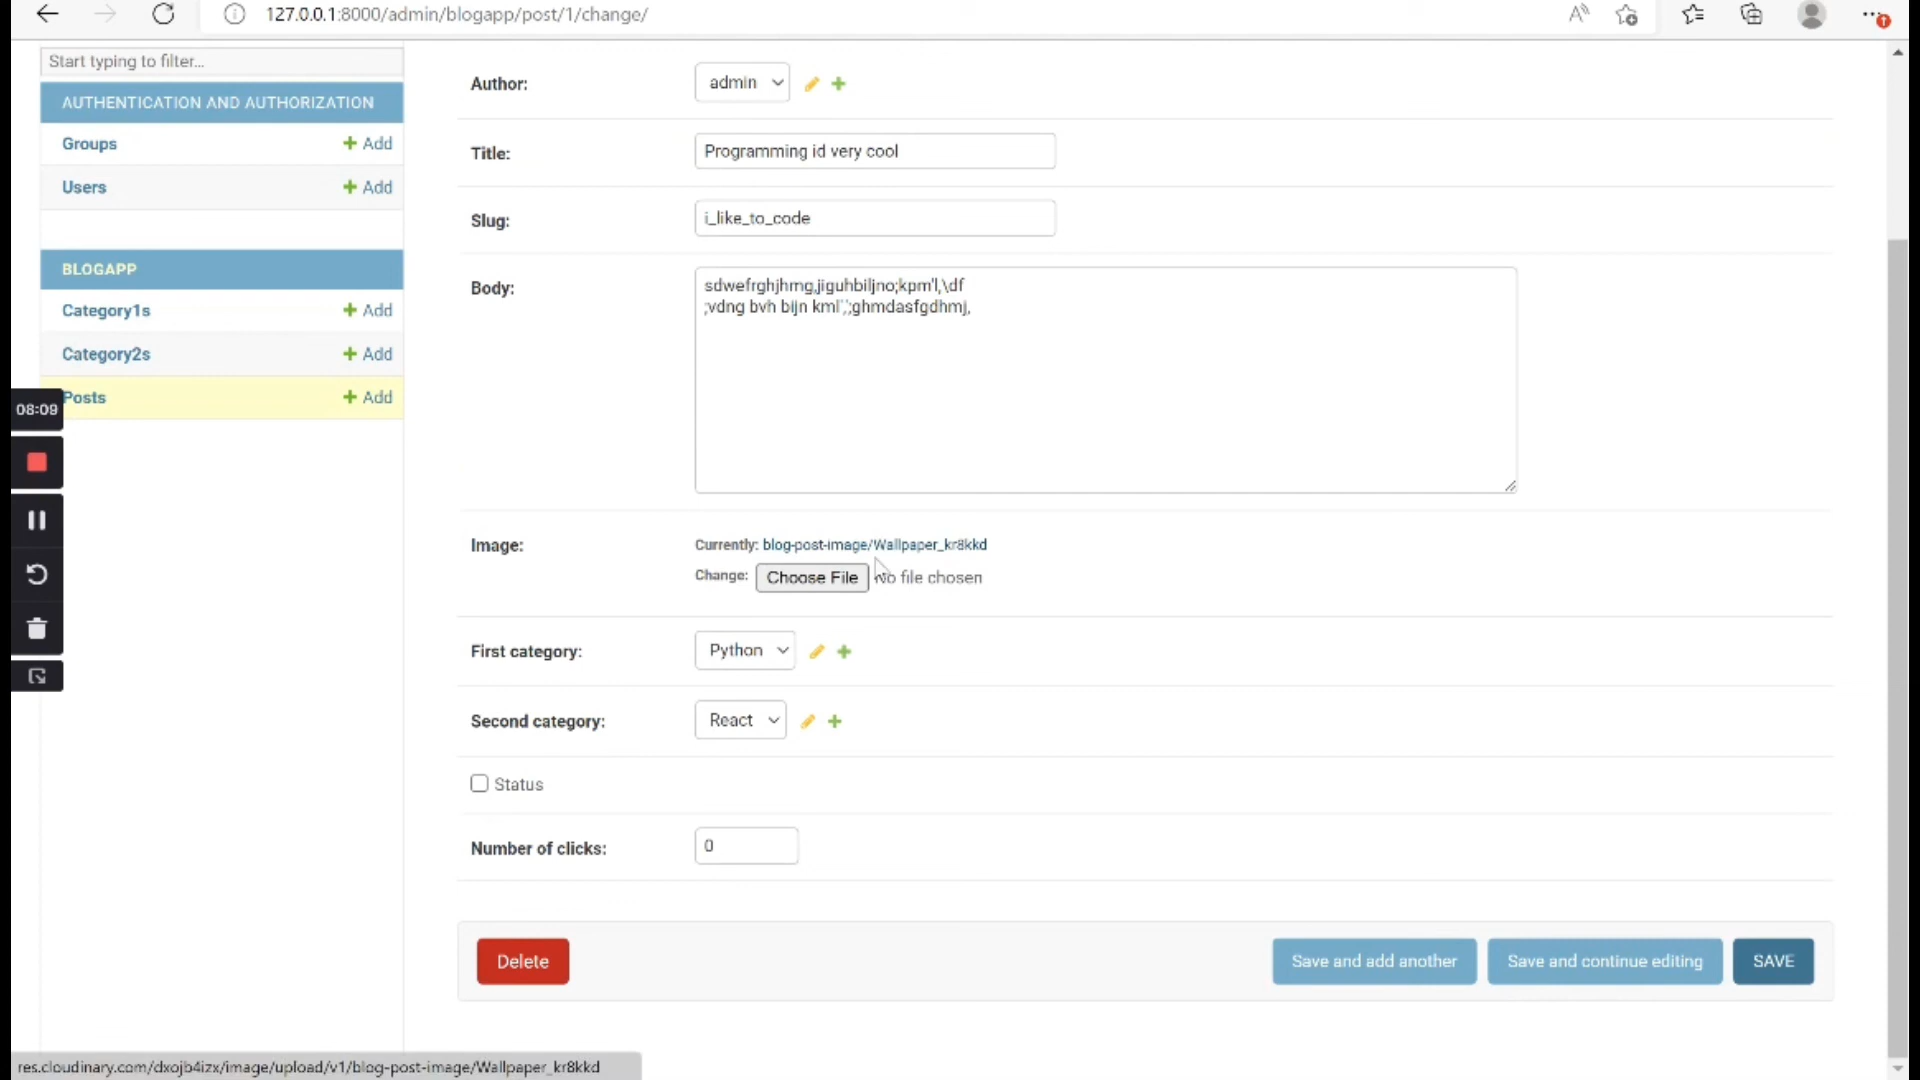 127.0.0.1:8000/admin/blogapp/post/1/change/
Start typing to filter...
AUTHENTICATION AND AUTHORIZATION
Groups + Add
Users + Add
BLOGAPP
Category1s + Add
Category2s + Add
Posts + Add
08:09
Author: admin
Title: Programming id very cool
Slug: i_like_to_code
Body: sdwefrghjhmg,jiguhbiljno;kpm'l,\df
;vdng bvh bijn kml',';ghmdasfgdhmj,
Image: Currently: blog-post-image/Wallpaper_kr8kkd
Change: Choose File No file chosen
First category: Python
Second category: React
Status
Number of clicks: 0
Delete Save and add another Save and continue editing SAVE
res.cloudinary.com/dxojb4izx/image/upload/v1/blog-post-image/Wallpaper_kr8kkd